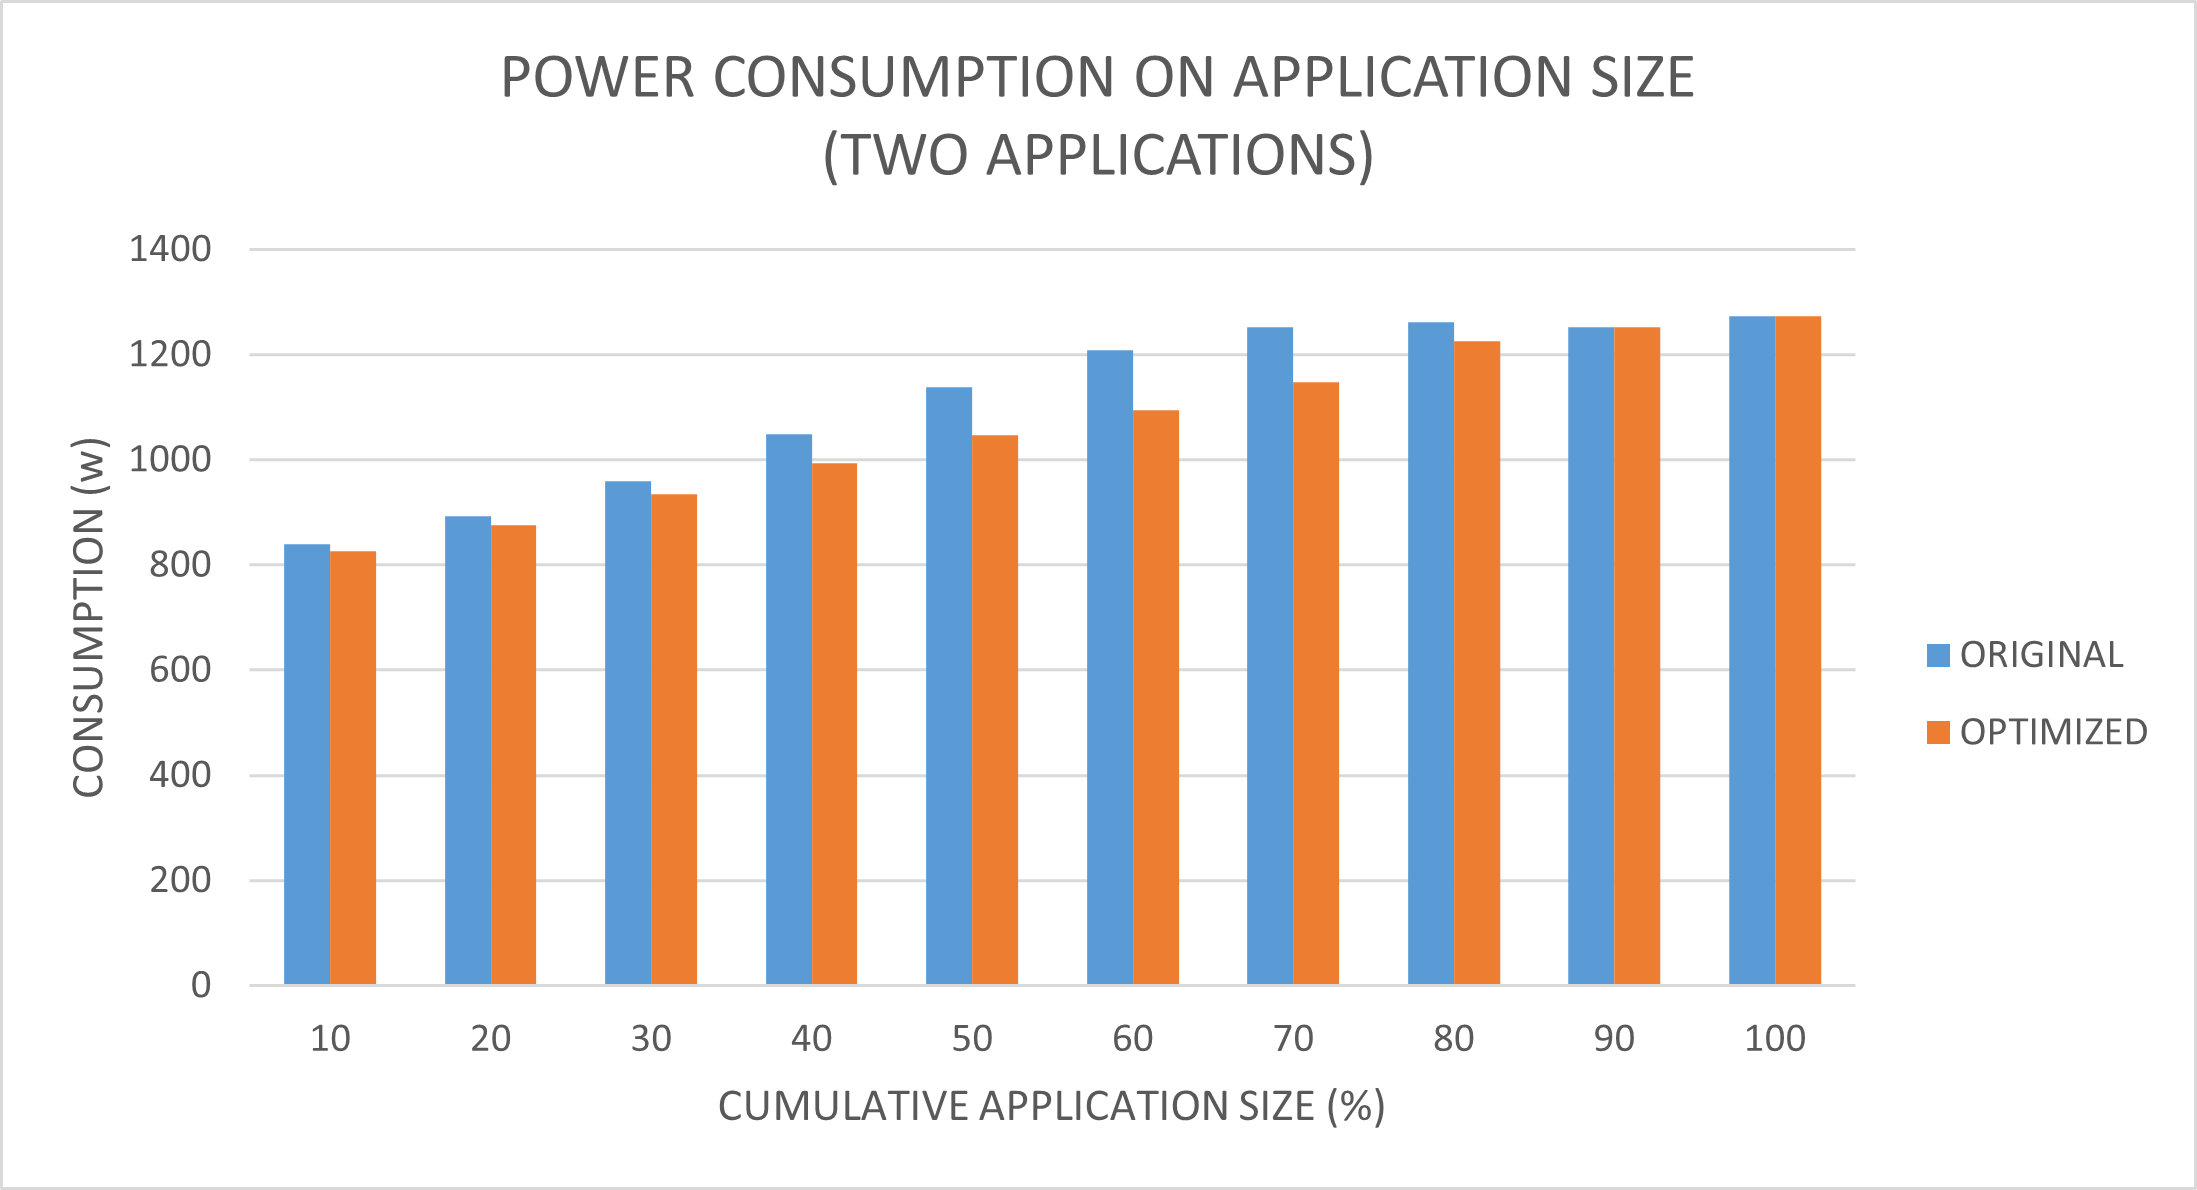 POWER CONSUMPTION ON APPLICATION SIZE
(TWO APPLICATIONS)
CONSUMPTION (w)
1400
1200
1000
800
600
400
200
0
10 20 30 40 50 60 70 80 90 100
CUMULATIVE APPLICATION SIZE (%)
ORIGINAL
OPTIMIZED